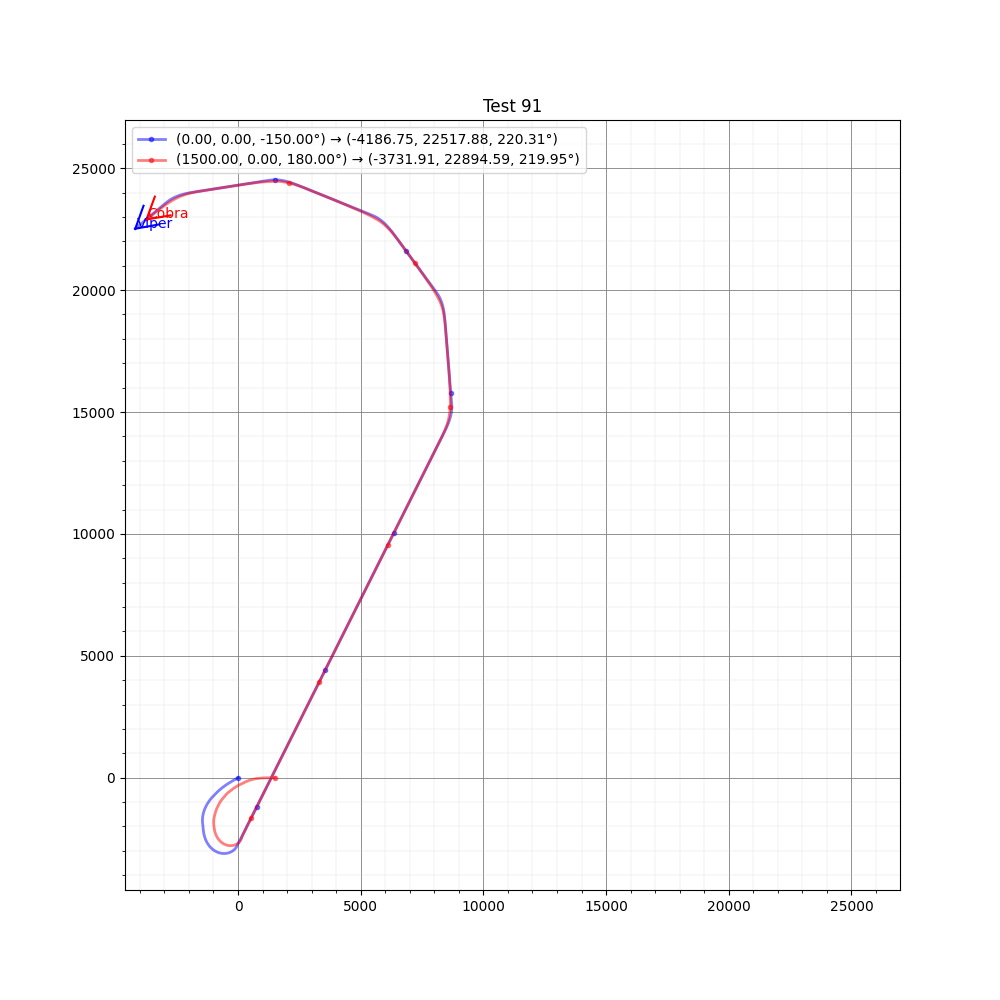 Test 91
(0.00, 0.00, -150.00°) → (-4186.75, 22517.88, 220.31°)
(1500.00, 0.00, 180.00°) → (-3731.91, 22894.59, 219.95°)
25000
Cobra
Viper
20000
15000
10000
5000
0
0 5000 10000 15000 20000 25000